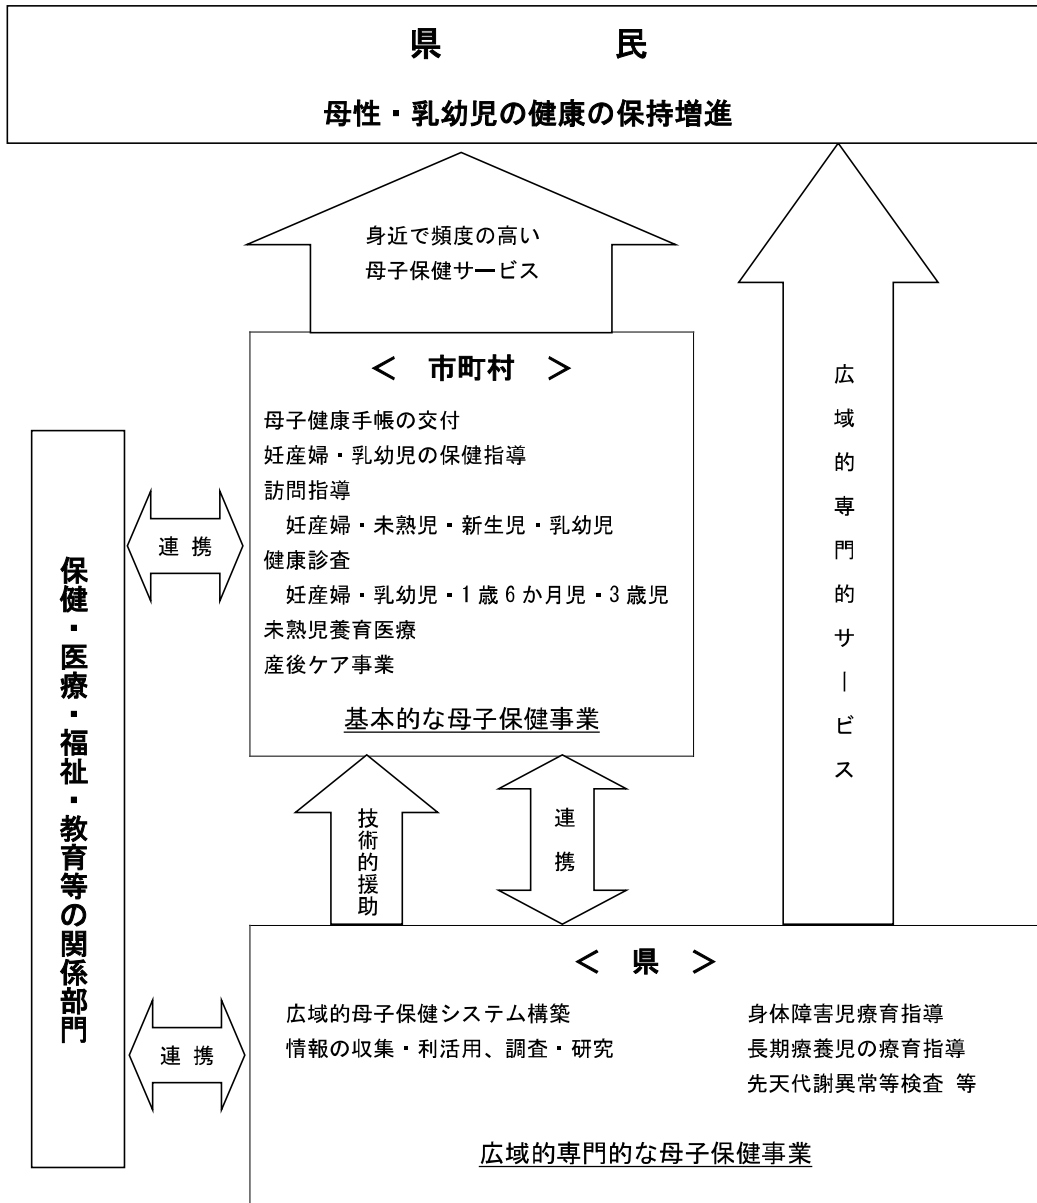 県　民
母性・乳幼児の健康の保持増進
身近で頻度の高い
母子保健サービス
＜　市町村　＞
母子健康手帳の交付
妊産婦・乳幼児の保健指導
訪問指導
妊産婦・未熟児・新生児・乳幼児
健康診査
妊産婦・乳幼児・1歳6か月児・3歳児
未熟児養育医療
産後ケア事業
基本的な母子保健事業
連携
保健・医療・福祉・教育等の関係部門
広域的専門的サービス
技術的援助
連携
＜　県　＞
広域的母子保健システム構築
情報の収集・利活用、調査・研究
身体障害児療育指導
長期療養児の療育指導
先天代謝異常等検査 等
連携
広域的専門的な母子保健事業